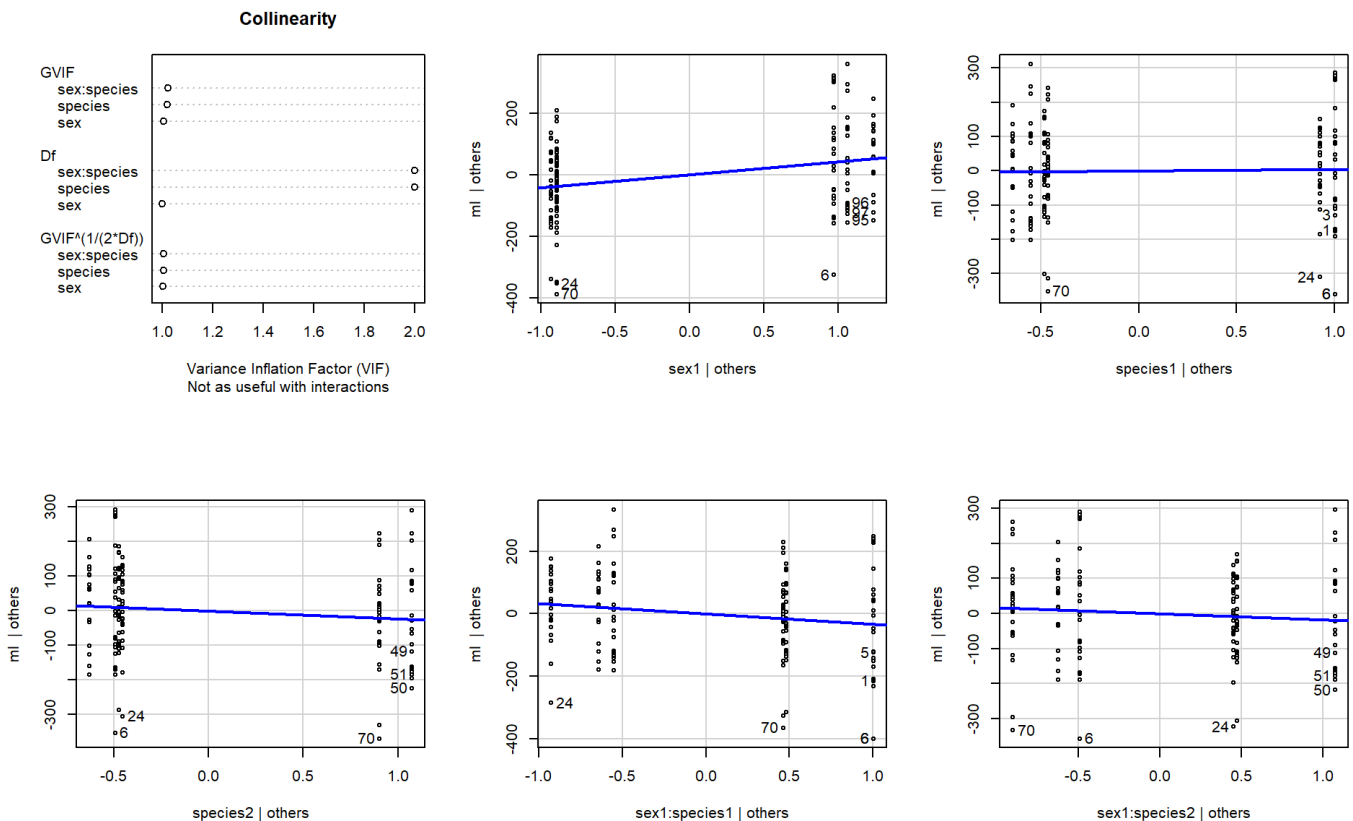 Collinearity
GVIF
sex:species
species
sex
Df
sex:species
species
sex
GVIF^(1/(2*Df))
sex:species
species
sex
1.0 1.2 1.4 1.6 1.8 2.0
Variance Inflation Factor (VIF)
Not as useful with interactions
ml | others
200
0
-200
-400
96
97
95
6
24
70
-1.0 -0.5 0.0 0.5 1.0
sex1 | others
ml | others
300
100
0
-100
-300
3
1
24
6
70
-0.5 0.0 0.5 1.0
species1 | others
ml | others
300
100
0
-100
-300
49
51
50
24
6
70
-0.5 0.0 0.5 1.0
species2 | others
ml | others
200
0
-200
-400
5
1
24
70
6
-1.0 -0.5 0.0 0.5 1.0
sex1:species1 | others
ml | others
300
100
0
-100
-300
49
51
50
24
70
6
-0.5 0.0 0.5 1.0
sex1:species2 | others